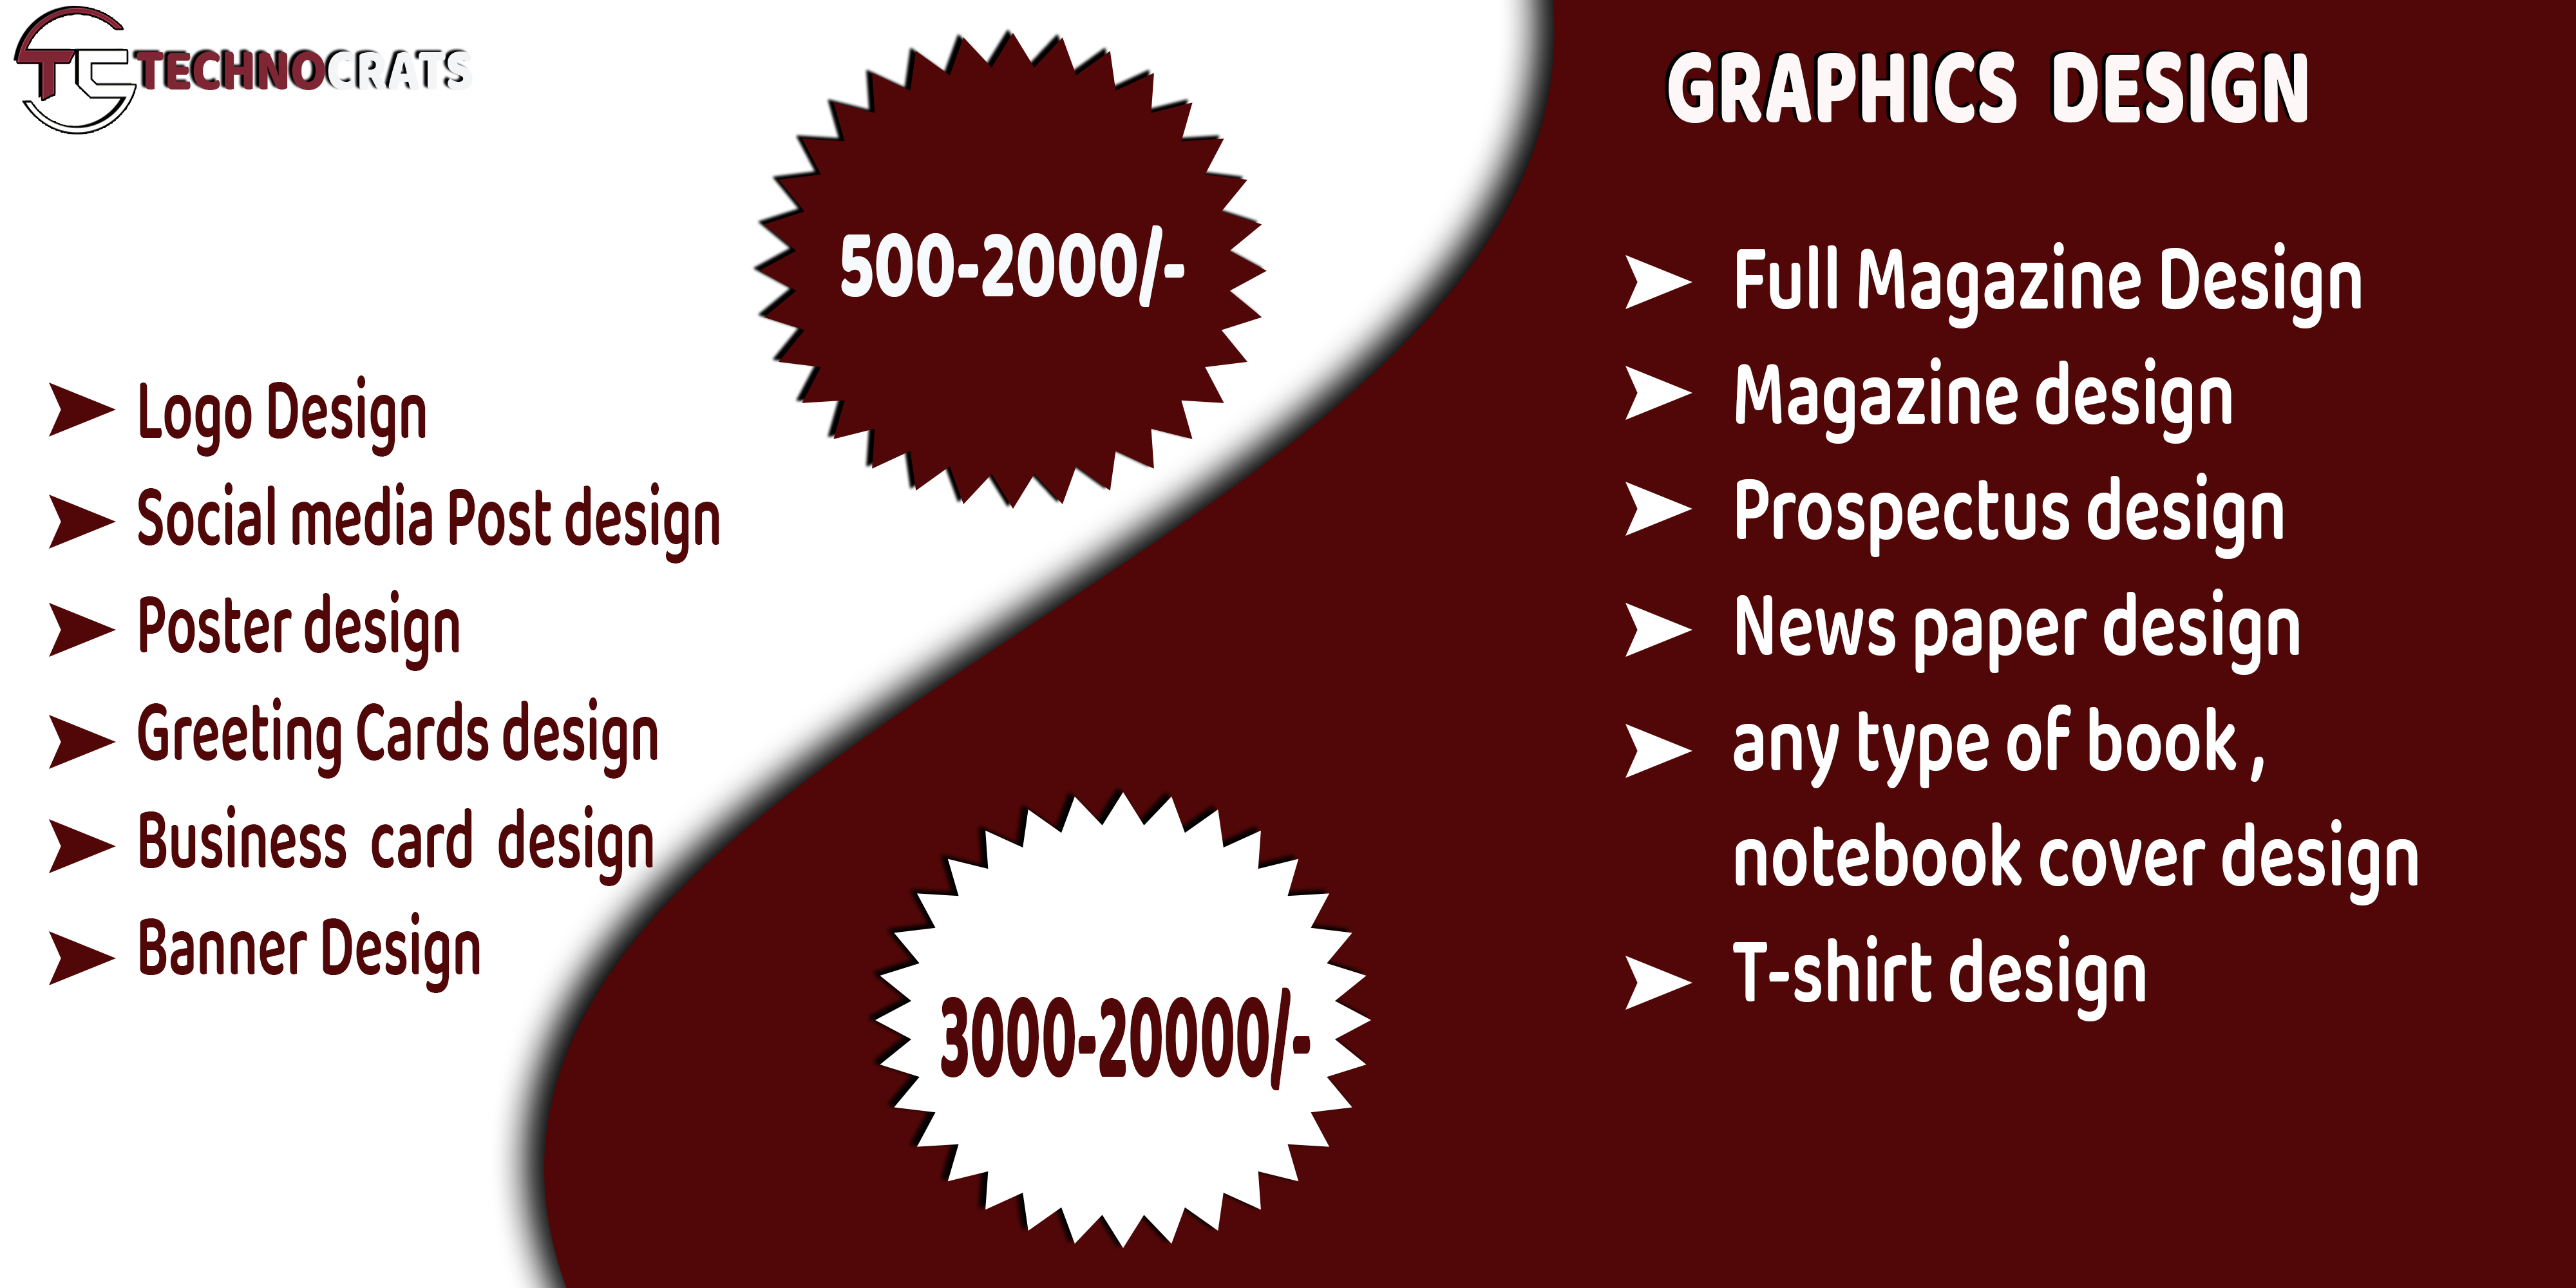 TECHNOCRATS
500-2000/-
Logo Design
Social media Post design
Poster design
Greeting Cards design
Business card design
Banner Design
GRAPHICS DESIGN
Full Magazine Design
Magazine design
Prospectus design
News paper design
any type of book ,
notebook cover design
T-shirt design
3000-20000/-